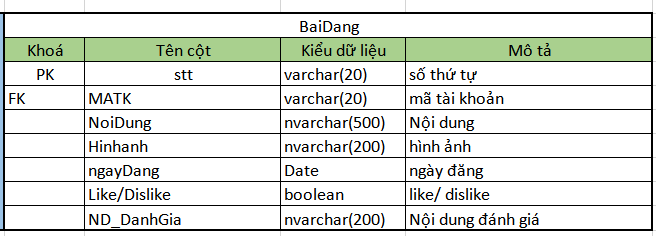 BaiDang
Khoá Tên cột Kiểu dữ liệu Mô tả
PK stt varchar(20) số thứ tự
FK MATK varchar(20) mã tài khoản
NoiDung nvarchar(500) Nội dung
Hinhanh nvarchar(200) hình ảnh
ngayDang Date ngày đăng
Like/Dislike boolean like/ dislike
ND_DanhGia nvarchar(200) Nội dung đánh giá